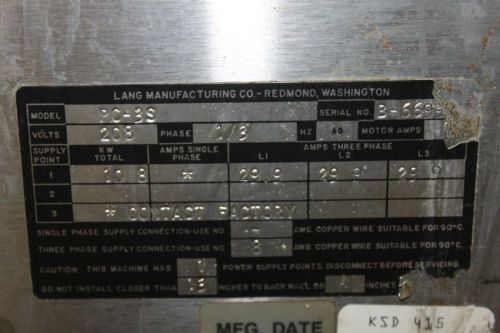 LANG MANUFACTURING CO.- REDMOND, WASHINGTON
MODEL PC-3S SERIAL NO. B-669
VOLTS 208 PHASE 1/3 HZ 60 MOTOR AMPS
SUPPLY POINT KW TOTAL AMPS SINGLE PHASE AMPS THREE PHASE L1 L2 L3
1 10.8 * 29.9 29.9 29.9
2
3 * CONTACT FACTORY
SINGLE PHASE SUPPLY CONNECTION-USE NO. AWG. COPPER WIRE SUITABLE FOR 90°C.
THREE PHASE SUPPLY CONNECTION-USE NO. 8 AWG. COPPER WIRE SUITABLE FOR 90°C.
CAUTION: THIS MACHINE HAS 1 POWER SUPPLY POINTS. DISCONNECT BEFORE SERVICING.
DO NOT INSTALL CLOSER THAN INCHES TO BACK WALL OR INCHES
MFG. DATE
KSD 415